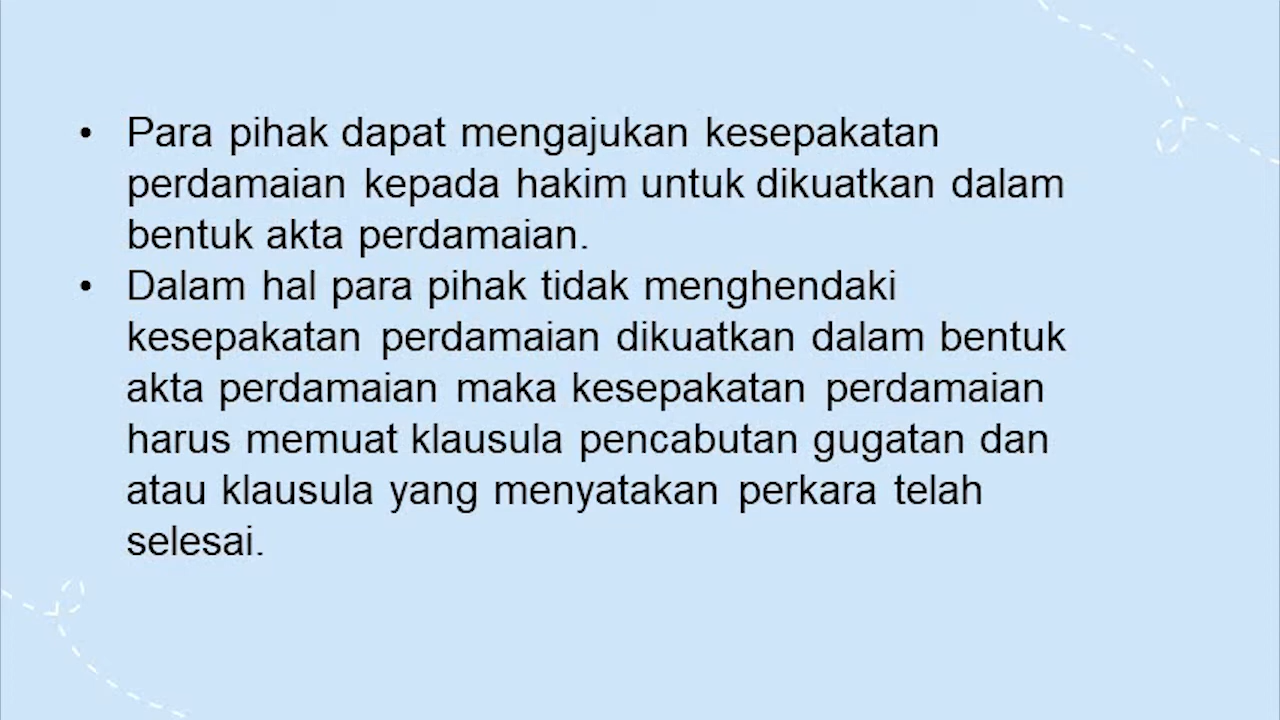 • Para pihak dapat mengajukan kesepakatan
perdamaian kepada hakim untuk dikuatkan dalam
bentuk akta perdamaian.
• Dalam hal para pihak tidak menghendaki
kesepakatan perdamaian dikuatkan dalam bentuk
akta perdamaian maka kesepakatan perdamaian
harus memuat klausula pencabutan gugatan dan
atau klausula yang menyatakan perkara telah
selesai.